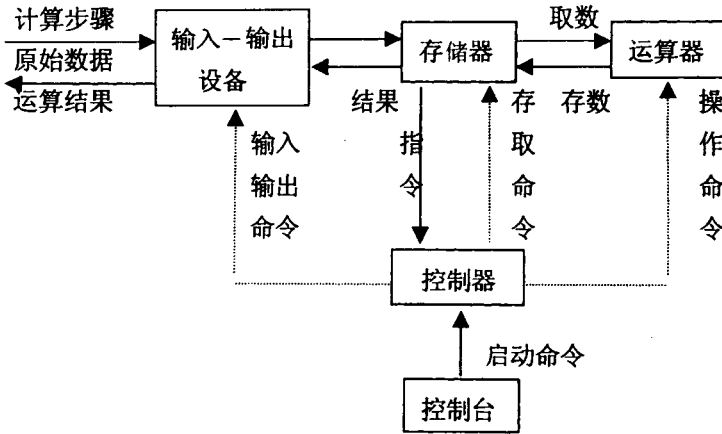 计算步骤
原始数据
运算结果
输入－输出
设备
存储器
取数
运算器
结果
存数
输入
输出
命令
指令
存取命令
操作命令
控制器
启动命令
控制台